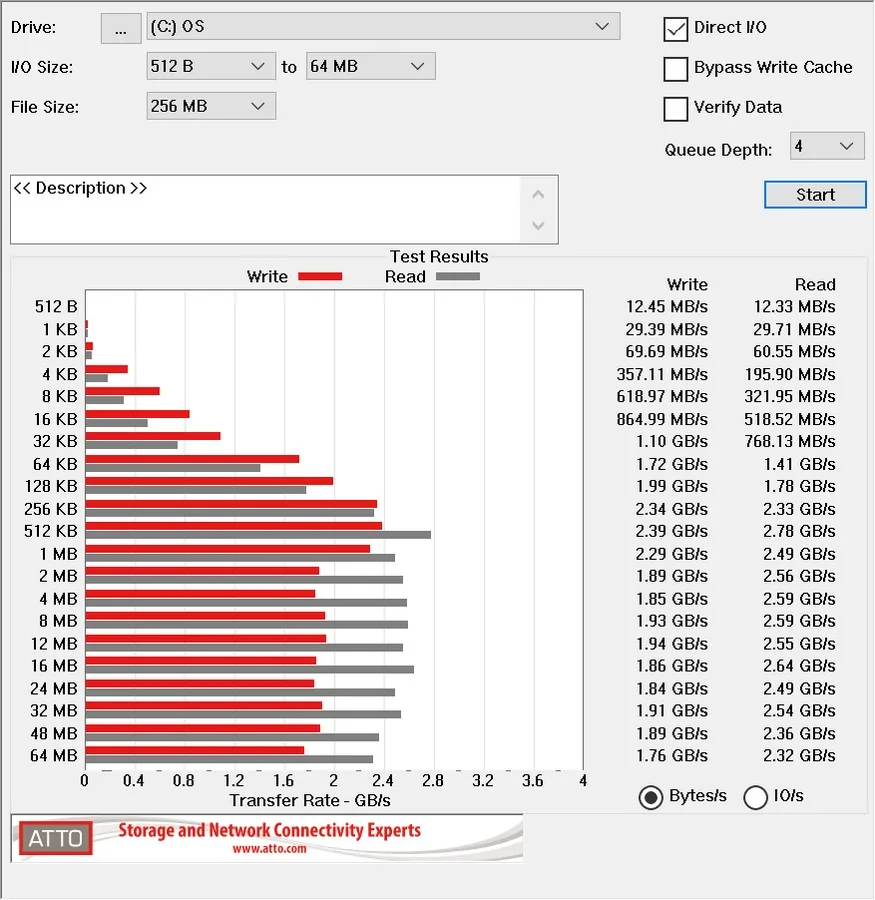 Drive: ... (C:) OS Direct I/O
I/O Size: 512 B to 64 MB Bypass Write Cache
File Size: 256 MB Verify Data
Queue Depth: 4
<< Description >>
Start
Test Results
Write Read
Write Read
512 B 12.45 MB/s 12.33 MB/s
1 KB 29.39 MB/s 29.71 MB/s
2 KB 69.69 MB/s 60.55 MB/s
4 KB 357.11 MB/s 195.90 MB/s
8 KB 618.97 MB/s 321.95 MB/s
16 KB 864.99 MB/s 518.52 MB/s
32 KB 1.10 GB/s 768.13 MB/s
64 KB 1.72 GB/s 1.41 GB/s
128 KB 1.99 GB/s 1.78 GB/s
256 KB 2.34 GB/s 2.33 GB/s
512 KB 2.39 GB/s 2.78 GB/s
1 MB 2.29 GB/s 2.49 GB/s
2 MB 1.89 GB/s 2.56 GB/s
4 MB 1.85 GB/s 2.59 GB/s
8 MB 1.93 GB/s 2.59 GB/s
12 MB 1.94 GB/s 2.55 GB/s
16 MB 1.86 GB/s 2.64 GB/s
24 MB 1.84 GB/s 2.49 GB/s
32 MB 1.91 GB/s 2.54 GB/s
48 MB 1.89 GB/s 2.36 GB/s
64 MB 1.76 GB/s 2.32 GB/s
0 0.4 0.8 1.2 1.6 2 2.4 2.8 3.2 3.6 4
Transfer Rate - GB/s
Bytes/s IO/s
ATTO Storage and Network Connectivity Experts
www.atto.com